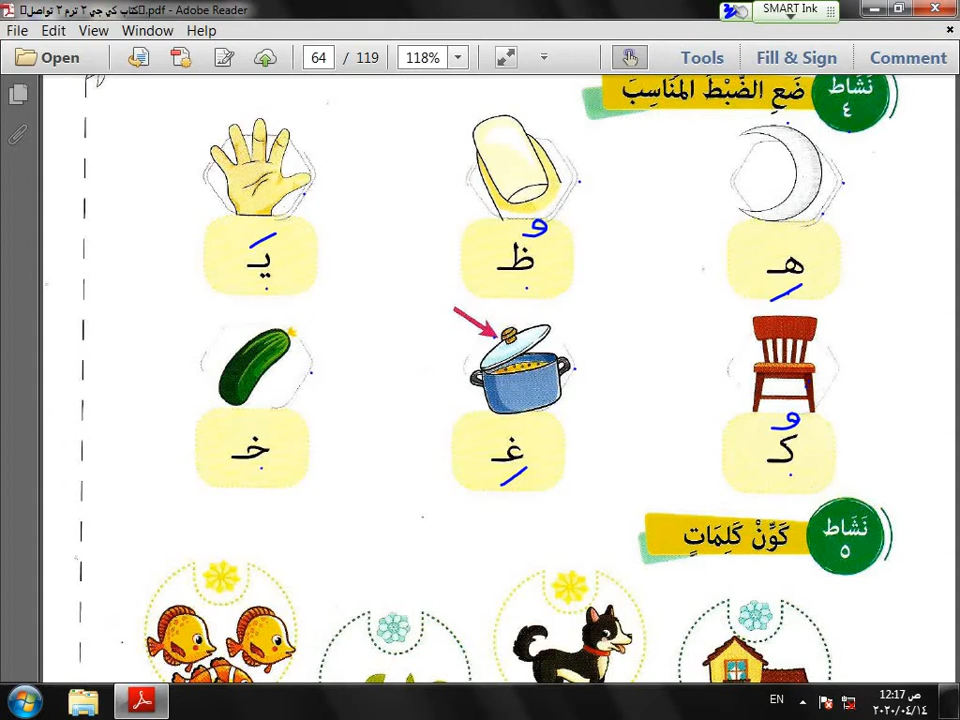 كتاب كي جي ٢ ترم ٢ تواصل.pdf - Adobe Reader
SMART Ink
File Edit View Window Help
Open 64 / 119 118% Tools Fill & Sign Comment
نَشَاط ٤
ضَعِ الضَّبْطَ المُنَاسِبَ
هـِ
ظـُ
يـَ
كـُ
غـِ
خـ
نَشَاط ٥
كَوِّنْ كَلِمَاتٍ
EN
12:17 ص
٢٠٢٠/٠٤/١٤